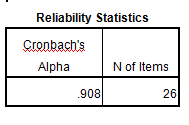 Reliability Statistics
Cronbach's
Alpha N of Items
.908 26